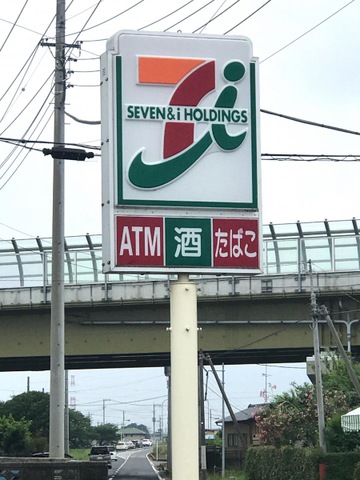 SEVEN&i HOLDINGS
ATM 酒 たばこ